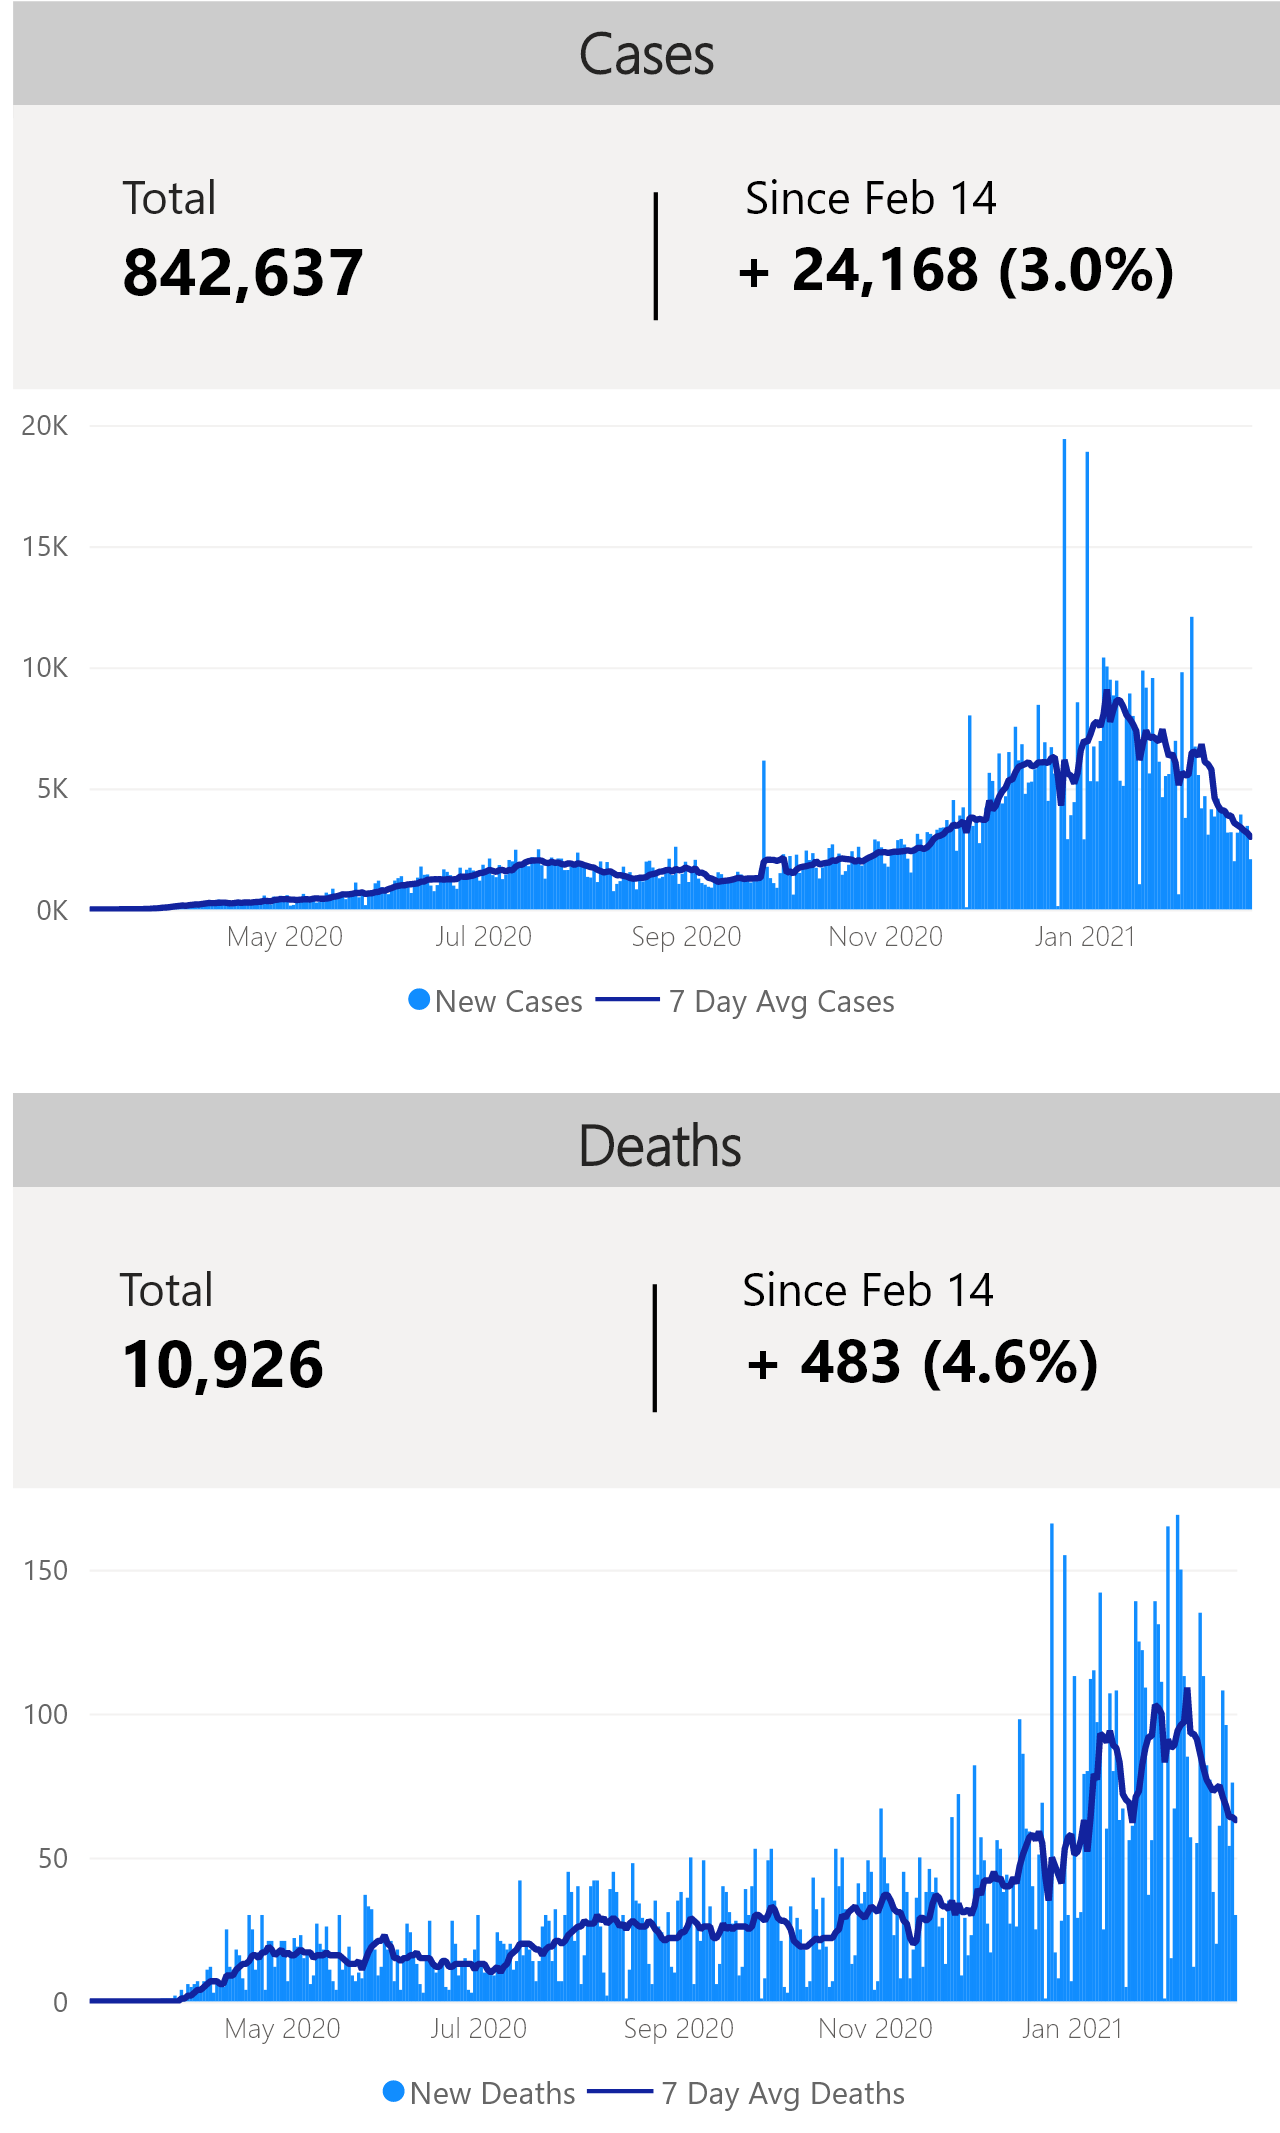 Cases
Total
Since Feb 14
842,637
+ 24,168 (3.0%)
20K
15K
10K
5K
0K
May 2020
Jul 2020
Sep 2020
Nov 2020
Jan 2021
New Cases
7 Day Avg Cases
Deaths
Total
Since Feb 14
10,926
+ 483 (4.6%)
150
100
50
0
May 2020
Jul 2020
Sep 2020
Nov 2020
Jan 2021
New Deaths
7 Day Avg Deaths